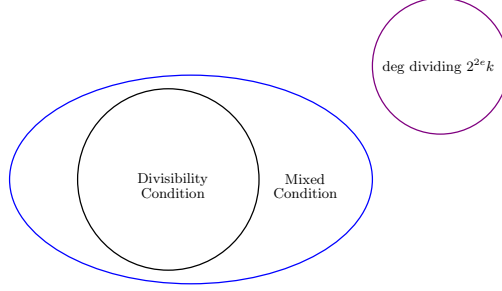 deg dividing $2^{2e}k$
Divisibility
Condition
Mixed
Condition